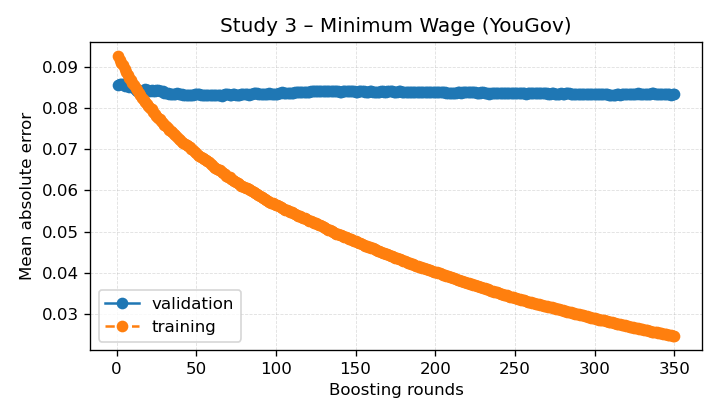 Study 3 – Minimum Wage (YouGov)
Mean absolute error
0.09
0.08
0.07
0.06
0.05
0.04
0.03
validation
training
0 50 100 150 200 250 300 350
Boosting rounds